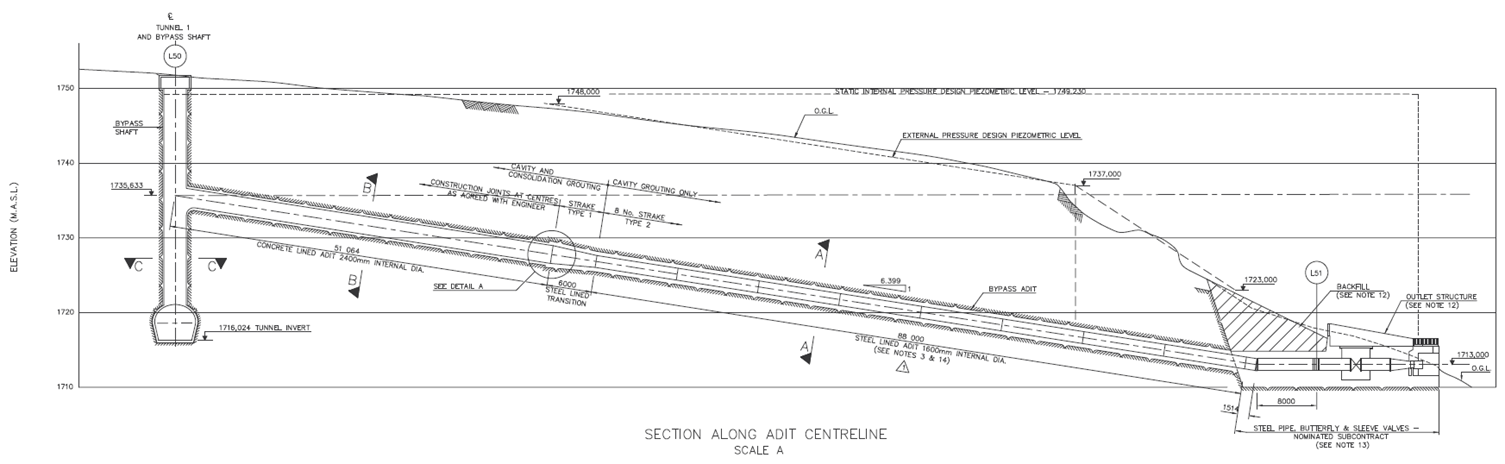 ℄
TUNNEL 1
AND BYPASS SHAFT
L50
ELEVATION (M.A.S.L.)
1750
1740
1730
1720
1710
BYPASS
SHAFT
1735,633
C
C
1716,024 TUNNEL INVERT
1748,000
STATIC INTERNAL PRESSURE DESIGN PIEZOMETRIC LEVEL - 1749,230
O.G.L.
EXTERNAL PRESSURE DESIGN PIEZOMETRIC LEVEL
1737,000
CAVITY AND
CONSOLIDATION GROUTING
CAVITY GROUTING ONLY
CONSTRUCTION JOINTS AT CENTRES
AS AGREED WITH ENGINEER
STRAKE
TYPE 1
8 No. STRAKE
TYPE 2
B
B
A
A
51 064
CONCRETE LINED ADIT 2400mm INTERNAL DIA.
SEE DETAIL A
6000
STEEL LINED
TRANSITION
6.399
1
BYPASS ADIT
88 000
STEEL LINED ADIT 1600mm INTERNAL DIA.
(SEE NOTES 3 & 14)
1
1723,000
L51
BACKFILL
(SEE NOTE 12)
OUTLET STRUCTURE
(SEE NOTE 12)
1713,000
O.G.L
1514
8000
STEEL PIPE, BUTTERFLY & SLEEVE VALVES -
NOMINATED SUBCONTRACT
(SEE NOTE 13)
SECTION ALONG ADIT CENTRELINE
SCALE A